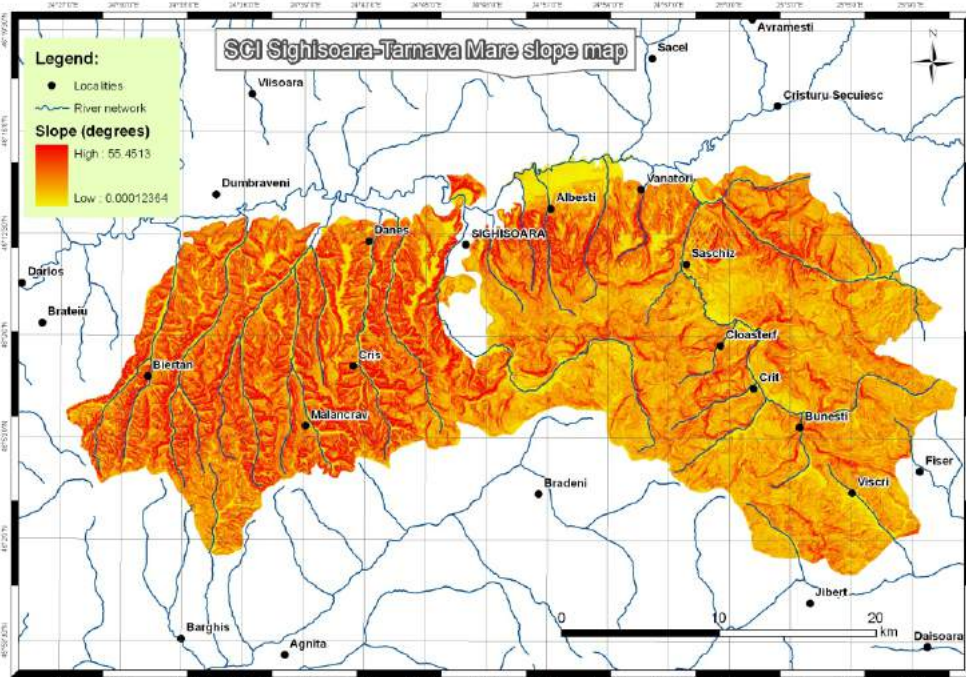 SCI Sighisoara-Tarnava Mare slope map
Legend:
Localities
River network
Slope (degrees)
High : 55.4513
Low : 0.00012364
N
Avramesti
Sacel
Viisoara
Cristuru Secuiesc
Dumbraveni
Vanatori
Albesti
Danes
SIGHISOARA
Saschiz
Darlos
Brateiu
Cloasterf
Biertan
Cris
Crit
Malancrav
Bunesti
Fiser
Bradeni
Viscri
Jibert
0 10 20
km
Barghis
Agnita
Daisoara